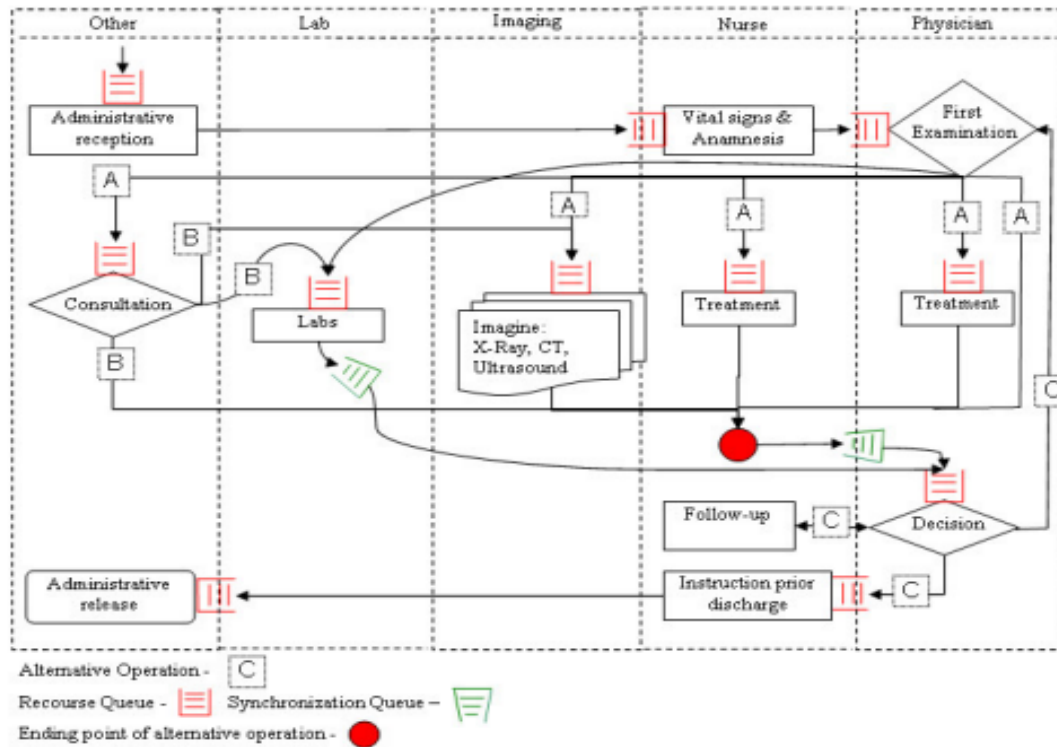 Other Lab Imaging Nurse Physician
Administrative
reception
Vital signs &
Anamnesis
First
Examination
A
A
A
A
A
B
B
Consultation
Labs
Imagine:
X-Ray, CT,
Ultrasound
Treatment
Treatment
B
C
Follow-up
C
Decision
Administrative
release
Instruction prior
discharge
C
Alternative Operation - C
Recourse Queue - Synchronization Queue –
Ending point of alternative operation -